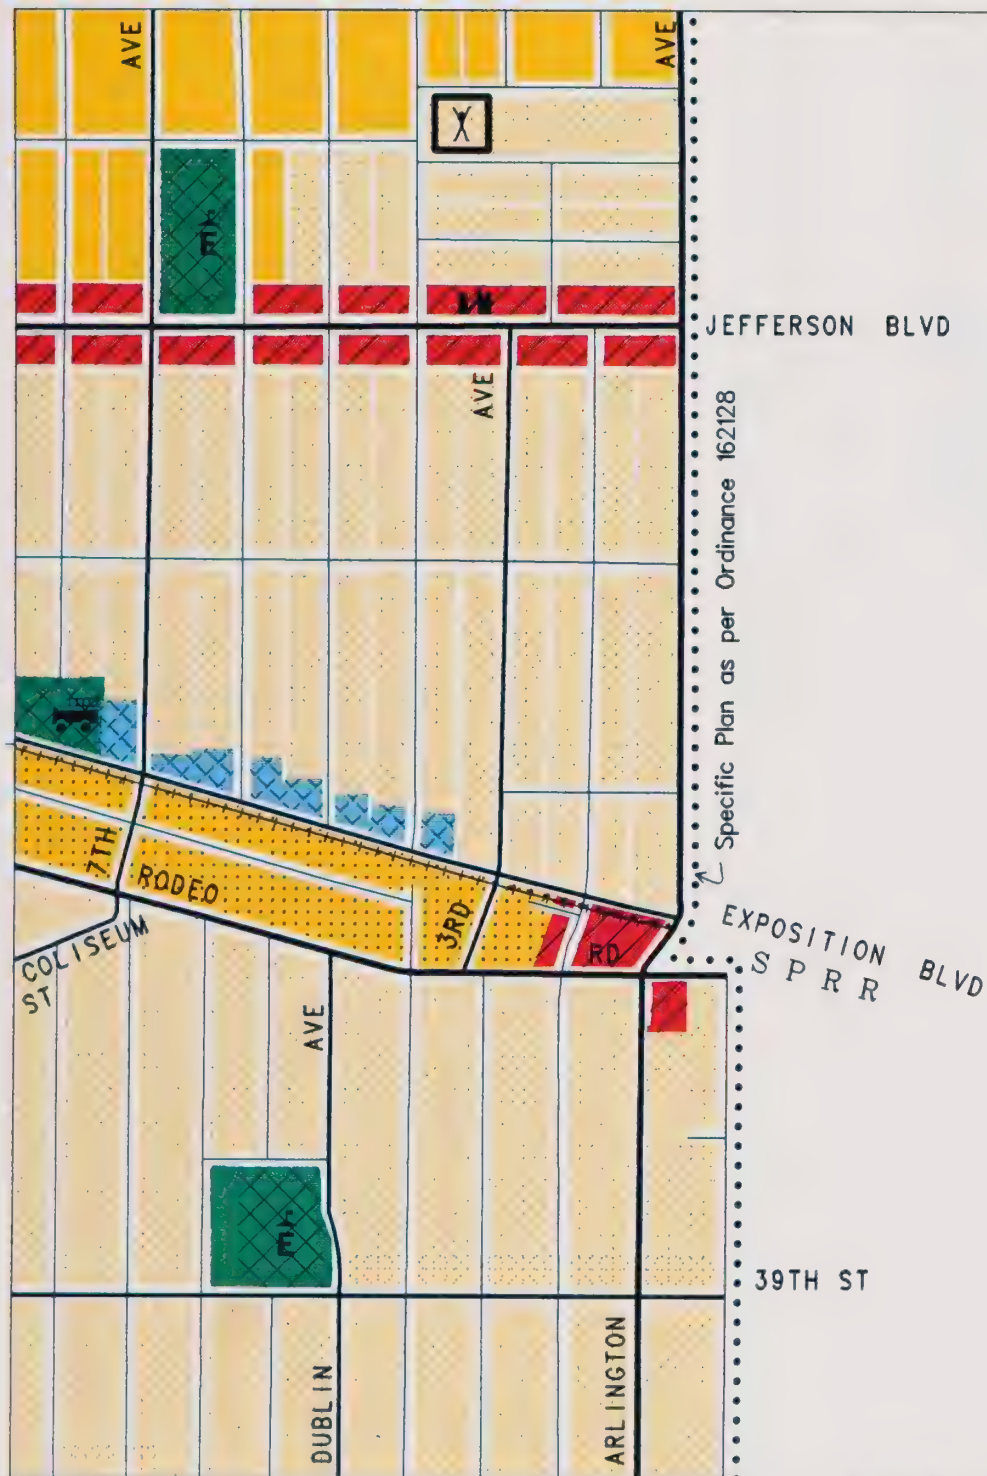 AVE
AVE
JEFFERSON BLVD
AVE
Specific Plan as per Ordinance 162128
7TH
RODEO
3RD
RD
COLISEUM
ST
EXPOSITION BLVD
S P R R
AVE
39TH ST
DUBLIN
ARLINGTON